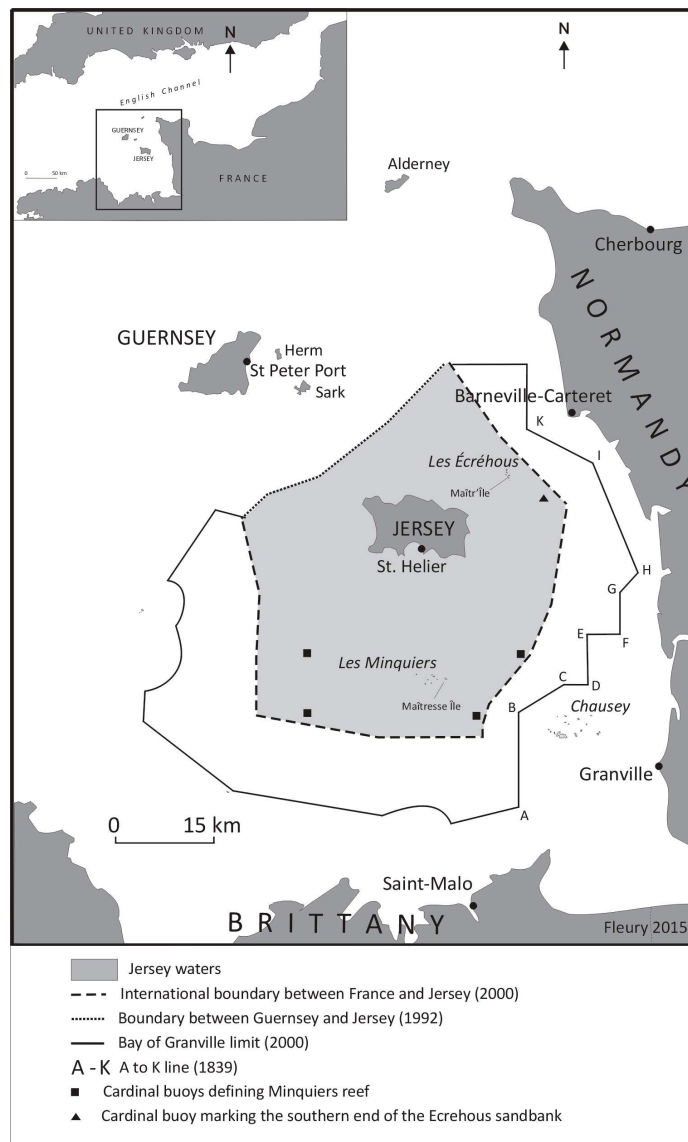 UNITED KINGDOM
N
English Channel
GUERNSEY
JERSEY
0 50 km
FRANCE
N
Alderney
Cherbourg
NORMANDY
GUERNSEY
Herm
St Peter Port
Sark
Barneville-Carteret
K
I
Les Écréhous
Maîtr'Île
JERSEY
St. Helier
H
G
E
F
Les Minquiers
C
D
Maîtresse Île
B
Chausey
Granville
A
0 15 km
Saint-Malo
BRITTANY
Fleury 2015
Jersey waters
International boundary between France and Jersey (2000)
Boundary between Guernsey and Jersey (1992)
Bay of Granville limit (2000)
A - K A to K line (1839)
Cardinal buoys defining Minquiers reef
Cardinal buoy marking the southern end of the Ecrehous sandbank